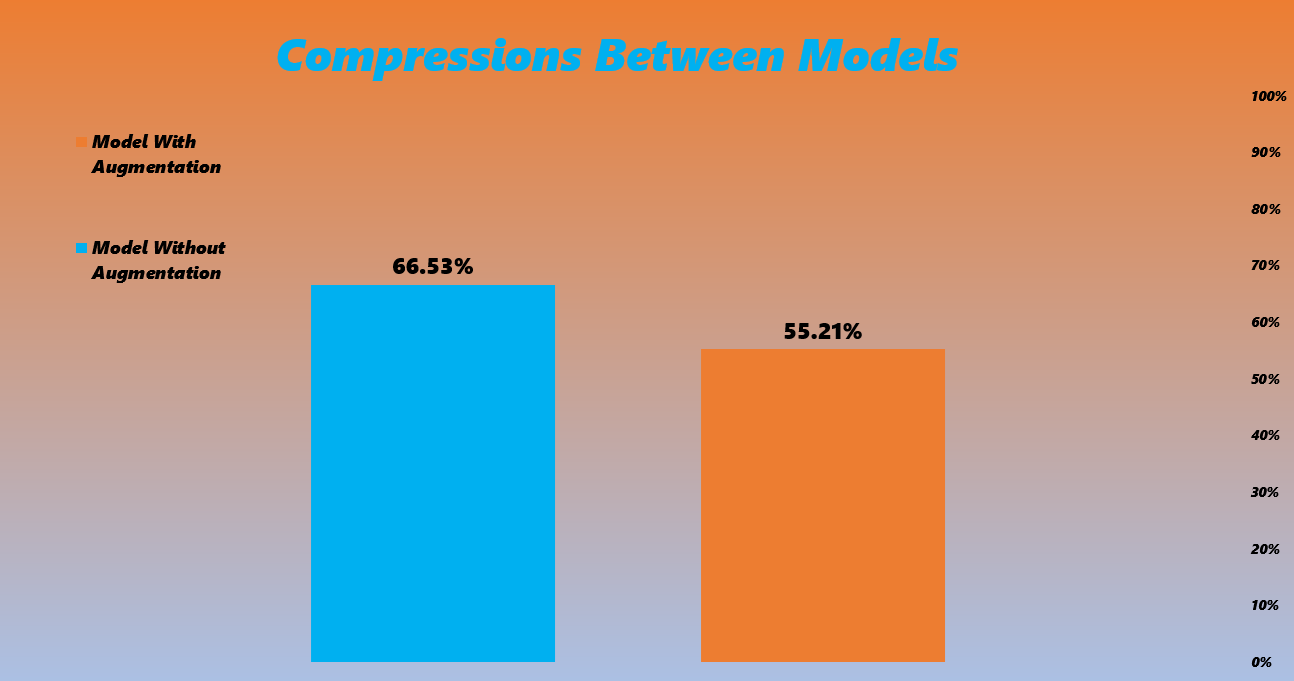 Compressions Between Models
Model With
Augmentation
Model Without
Augmentation
66.53%
55.21%
100%
90%
80%
70%
60%
50%
40%
30%
20%
10%
0%